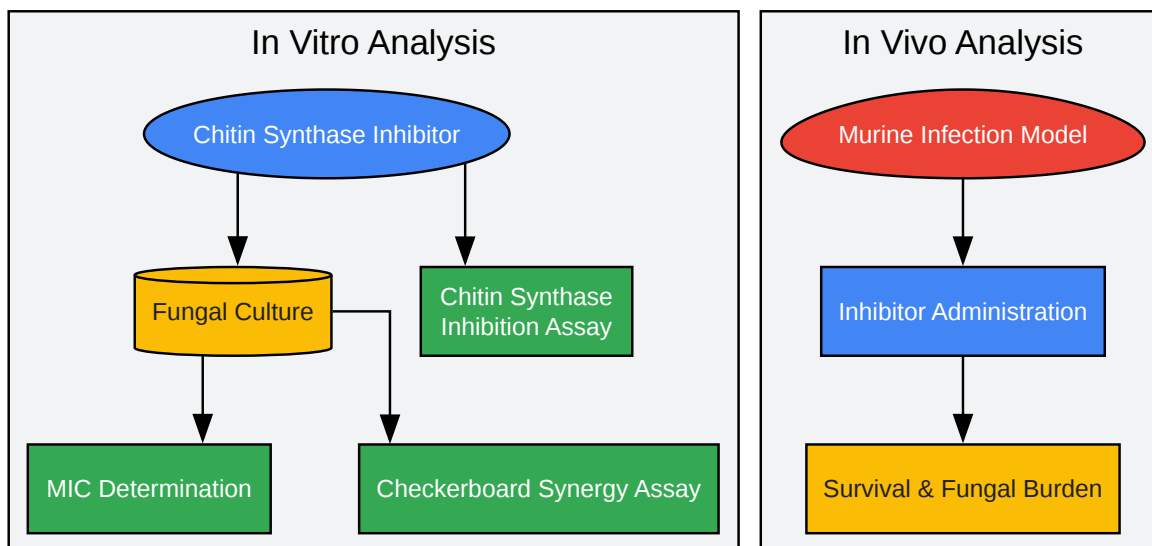 In Vitro Analysis
Chitin Synthase Inhibitor
Fungal Culture
Chitin Synthase
Inhibition Assay
MIC Determination
Checkerboard Synergy Assay
In Vivo Analysis
Murine Infection Model
Inhibitor Administration
Survival & Fungal Burden